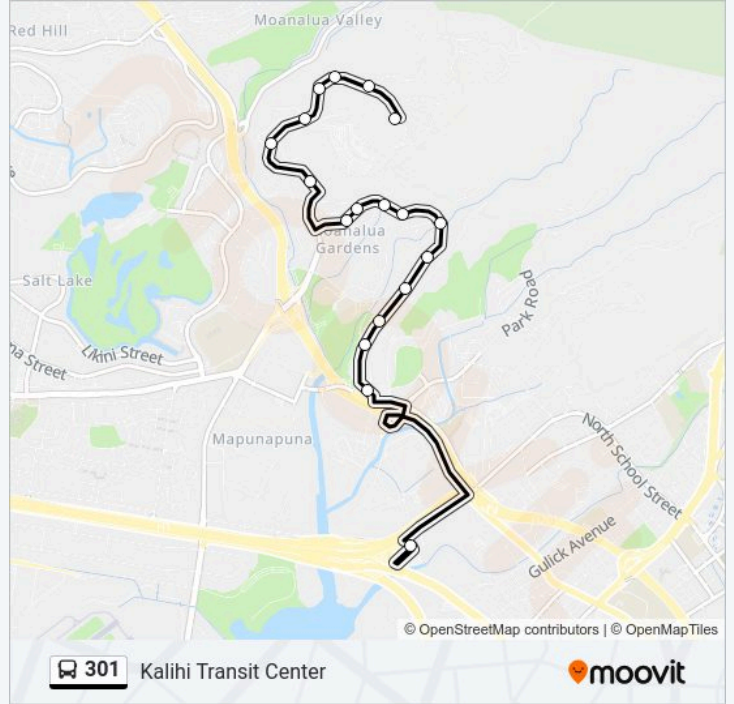 Moanalua Valley
Red Hill
oanalua
Gardens
Salt Lake
Park Road
Likini Street
na Street
Mapunapuna
North School Street
Gulick Avenue
© OpenStreetMap contributors | © OpenMapTiles
301 Kalihi Transit Center
moovit